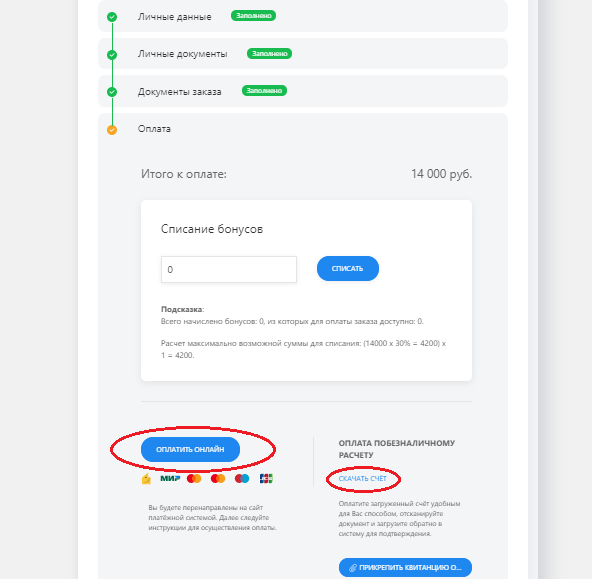 Личные данные
Заполнено
Личные документы
Заполнено
Документы заказа
Заполнено
Оплата
Итого к оплате:
14 000 руб.
Списание бонусов
0
СПИСАТЬ
Подсказка:
Всего начислено бонусов: 0, из которых для оплаты заказа доступно: 0.
Расчет максимально возможной суммы для списания: (14000 х 30% = 4200) х
1 = 4200.
ОПЛАТИТЬ ОНЛАЙН
МИР
JCB
Вы будете перенаправлены на сайт
платёжной системой. Далее следуйте
инструкции для осуществления оплаты.
ОПЛАТА ПОБЕЗНАЛИЧНОМУ
РАСЧЕТУ
СКАЧАТЬ СЧЁТ
Оплатите загруженный счёт удобным
для Вас способом, отсканируйте
документ и загрузите обратно в
систему для подтверждения.
ПРИКРЕПИТЬ КВИТАНЦИЮ О...